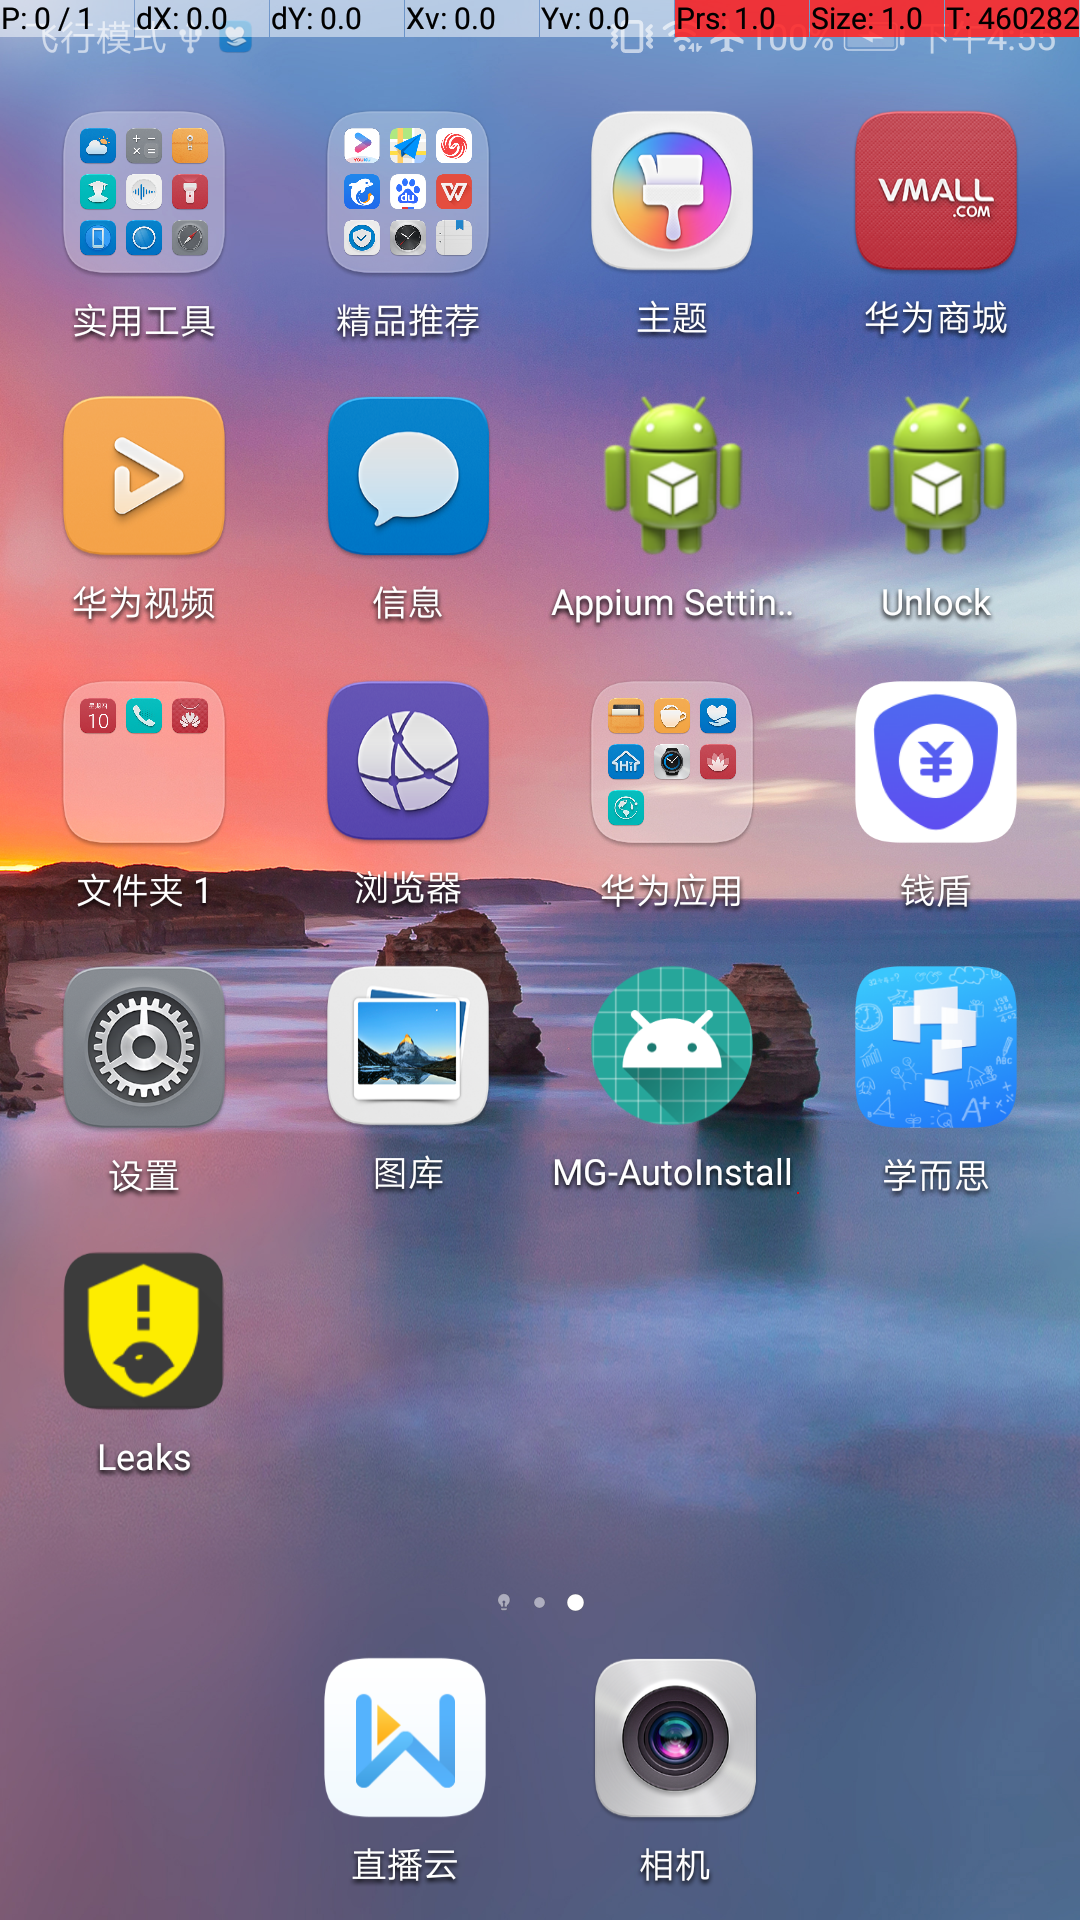 P: 0 / 1 dX: 0.0 dY: 0.0 Xv: 0.0 Yv: 0.0 Prs: 1.0 Size: 1.0 T: 460282
飞行模式 100% 下午4:55
VMALL
.COM
实用工具 精品推荐 主题 华为商城
华为视频 信息 Appium Settin.. Unlock
10
文件夹 1 浏览器 华为应用 钱盾
设置 图库 MG-AutoInstall 学而思
Leaks
直播云 相机